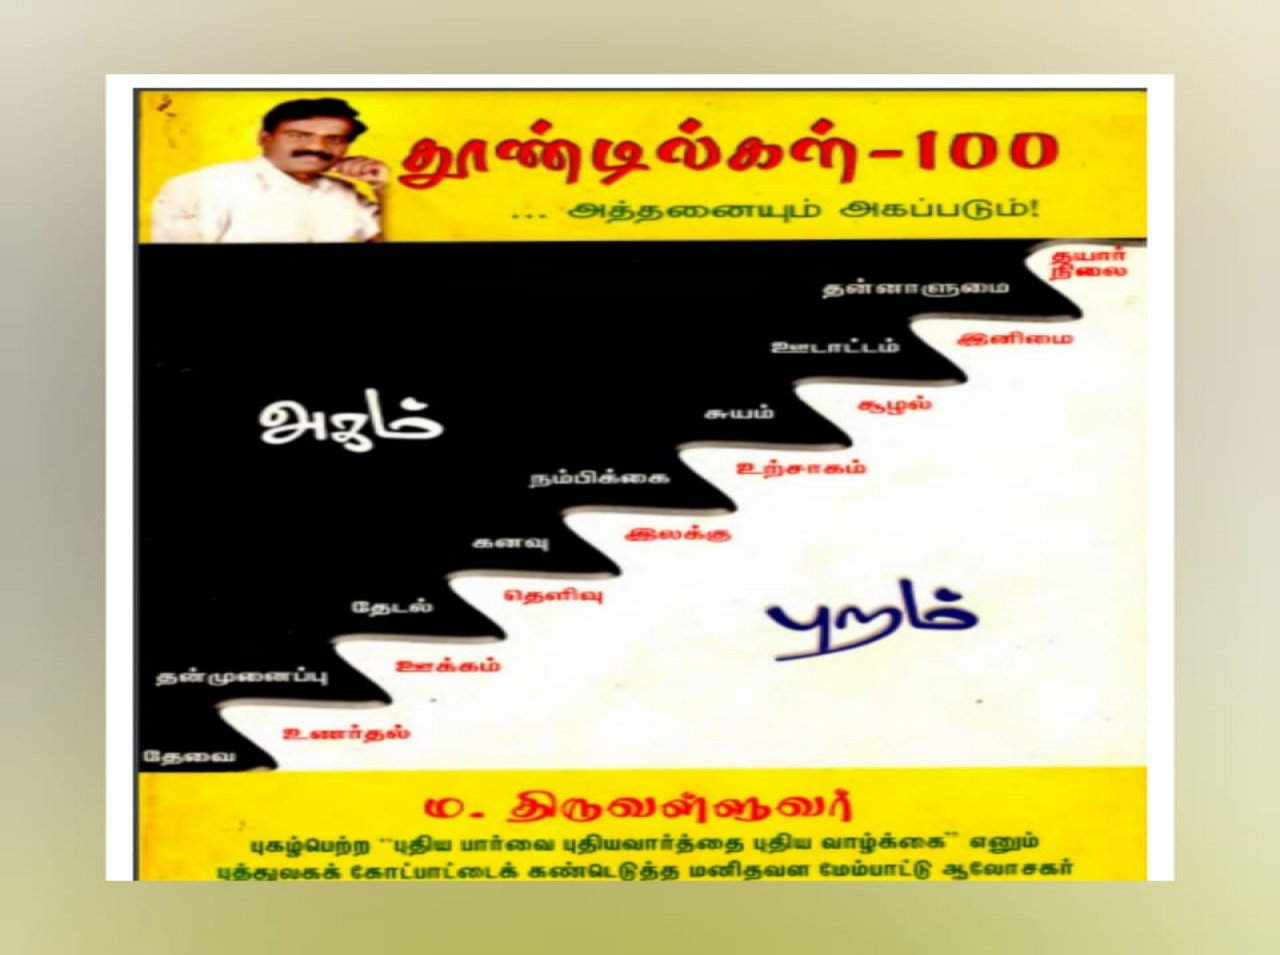 தூண்டில்கள்-100
... அத்தனையும் அகப்படும்!
தயார்
நிலை
தன்னாளுமை
இனிமை
ஊடாட்டம்
சூழல்
சுயம்
உற்சாகம்
அகம்
நம்பிக்கை
இலக்கு
கனவு
தெளிவு
தேடல்
புறம்
ஊக்கம்
தன்முனைப்பு
உணர்தல்
தேவை
ம. திருவள்ளுவர்
புகழ்பெற்ற "புதிய பார்வை புதியவார்த்தை புதிய வாழ்க்கை" எனும்
புத்துலகக் கோட்பாட்டைக் கண்டெடுத்த மனிதவள மேம்பாட்டு ஆலோசகர்